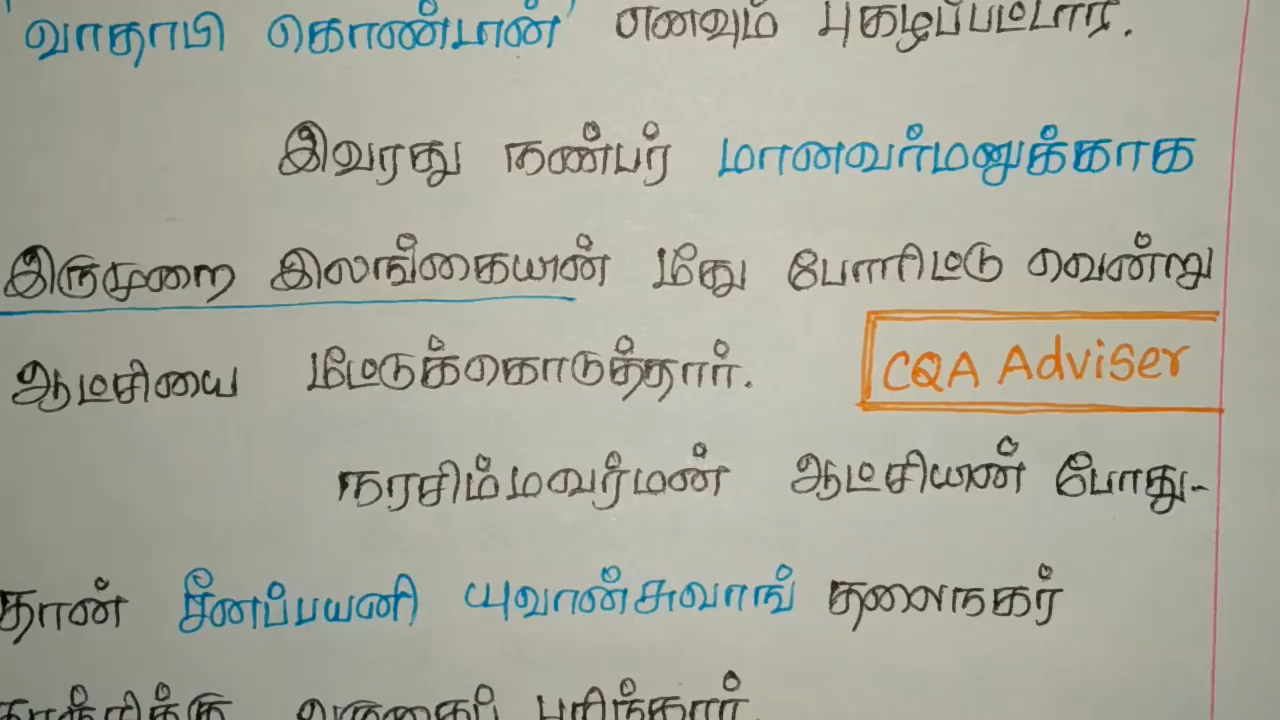 'வாதாபி கொண்டான்' எனவும் புகழப்பட்டார்.
இவரது நண்பர் மானவர்மனுக்காக
இருமுறை இலங்கையின் மீது போரிட்டு வென்று
ஆட்சியை மீட்டுக்கொடுத்தார். CQA Adviser
நரசிம்மவர்மன் ஆட்சியின் போது-
தான் சீனப்பயணி யுவான்சுவாங் தலைநகர்
வருகைப் புரிந்தார்.